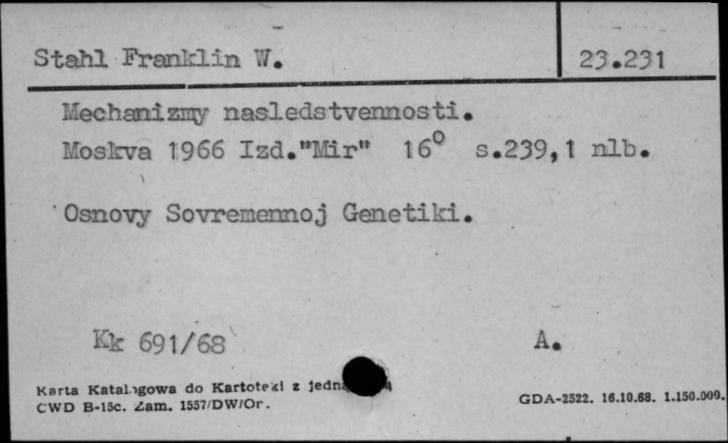 Stahl Franklin W.
23.231
Mechanizmy nasledstvennosti.
Moskva 1966 Izd."Mir" 16° s.239,1 nlb.
Osnovy Sovremennoj Genetiki.
Kk 691/68
A.
Karta Katalogowa do Kartoteki z
CWD B-15c. Zam. 1557/DW/Or.
GDA-2522. 16.10.68. 1.150.000.